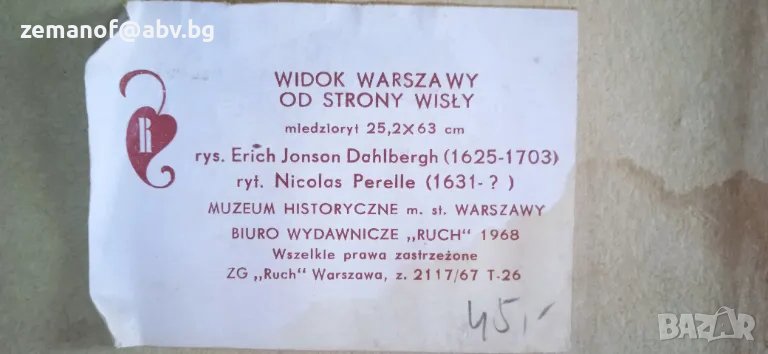 zemanof@abv.bg
R
WIDOK WARSZAWY
OD STRONY WISŁY
miedzioryt 25,2X63 cm
rys. Erich Jonson Dahlbergh (1625-1703)
ryt. Nicolas Perelle (1631- ? )
MUZEUM HISTORYCZNE m. st. WARSZAWY
BIURO WYDAWNICZE „RUCH" 1968
Wszelkie prawa zastrzeżone
ZG „Ruch" Warszawa, z. 2117/67 T-26
45,-
BAZAR